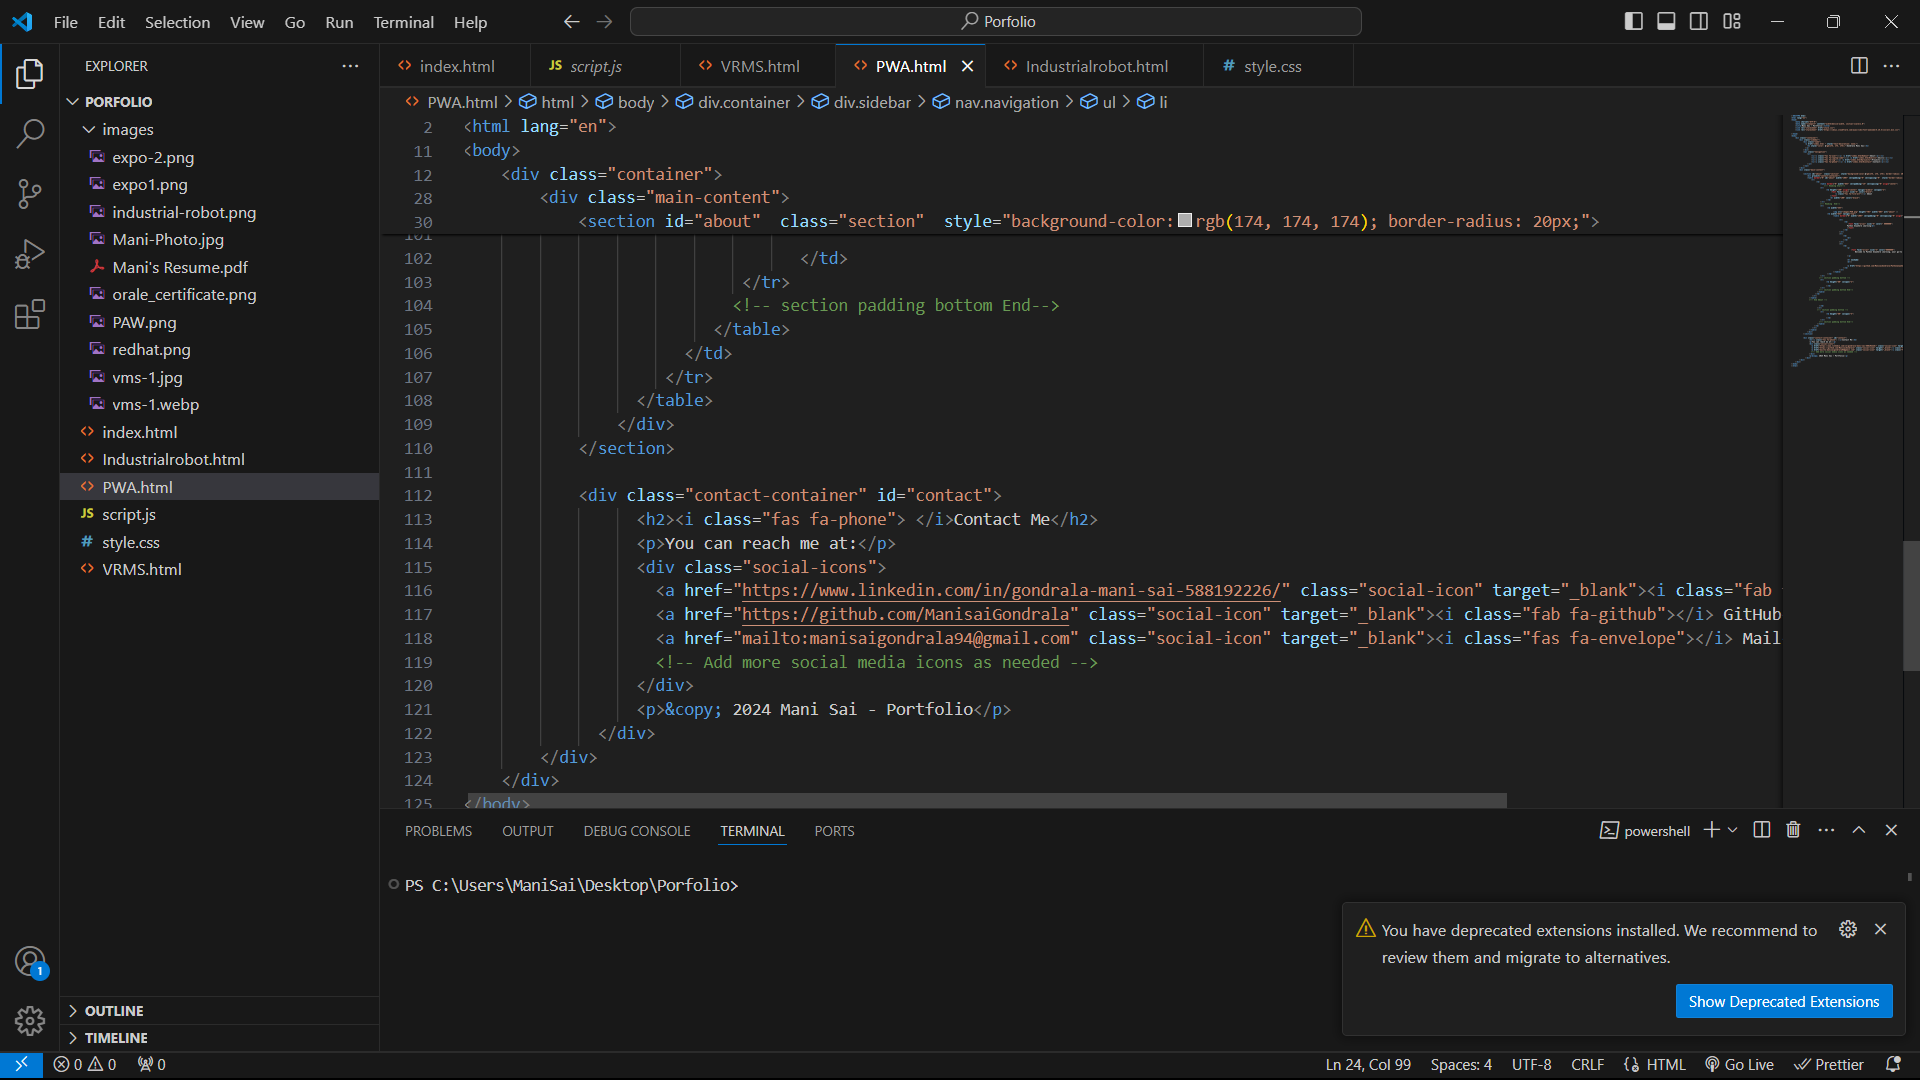 File Edit Selection View Go Run Terminal Help
Porfolio
EXPLORER
PORFOLIO
images
expo-2.png
expo1.png
industrial-robot.png
Mani-Photo.jpg
Mani's Resume.pdf
orale_certificate.png
PAW.png
redhat.png
vms-1.jpg
vms-1.webp
index.html
Industrialrobot.html
PWA.html
JS script.js
# style.css
VRMS.html
OUTLINE
TIMELINE
index.html JS script.js VRMS.html PWA.html Industrialrobot.html # style.css
PWA.html > html > body > div.container > div.sidebar > nav.navigation > ul > li
2 <html lang="en">
11 <body>
12 <div class="container">
28 <div class="main-content">
30 <section id="about" class="section" style="background-color: rgb(174, 174, 174); border-radius: 20px;">
101
102 </td>
103 </tr>
104 <!-- section padding bottom End-->
105 </table>
106 </td>
107 </tr>
108 </table>
109 </div>
110 </section>
111
112 <div class="contact-container" id="contact">
113 <h2><i class="fas fa-phone"> </i>Contact Me</h2>
114 <p>You can reach me at:</p>
115 <div class="social-icons">
116 <a href="https://www.linkedin.com/in/gondrala-mani-sai-588192226/" class="social-icon" target="_blank"><i class="fab
117 <a href="https://github.com/ManisaiGondrala" class="social-icon" target="_blank"><i class="fab fa-github"></i> GitHub
118 <a href="mailto:manisaigondrala94@gmail.com" class="social-icon" target="_blank"><i class="fas fa-envelope"></i> Mail
119 <!-- Add more social media icons as needed -->
120 </div>
121 <p>&copy; 2024 Mani Sai - Portfolio</p>
122 </div>
123 </div>
124 </div>
125 </body>
PROBLEMS OUTPUT DEBUG CONSOLE TERMINAL PORTS
powershell
PS C:\Users\ManiSai\Desktop\Porfolio>
You have deprecated extensions installed. We recommend to
review them and migrate to alternatives.
Show Deprecated Extensions
1
0 0 0
Ln 24, Col 99 Spaces: 4 UTF-8 CRLF {} HTML Go Live Prettier